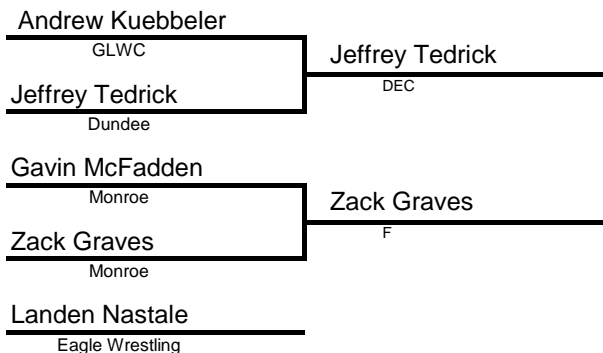 Andrew Kuebbeler
GLWC
Jeffrey Tedrick
DEC
Jeffrey Tedrick
Dundee
Gavin McFadden
Monroe
Zack Graves
F
Zack Graves
Monroe
Landen Nastale
Eagle Wrestling